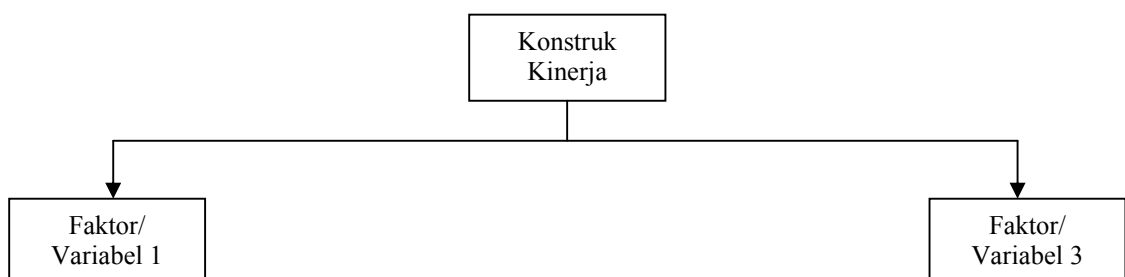 Konstruk
Kinerja
Faktor/
Variabel 1
Faktor/
Variabel 3